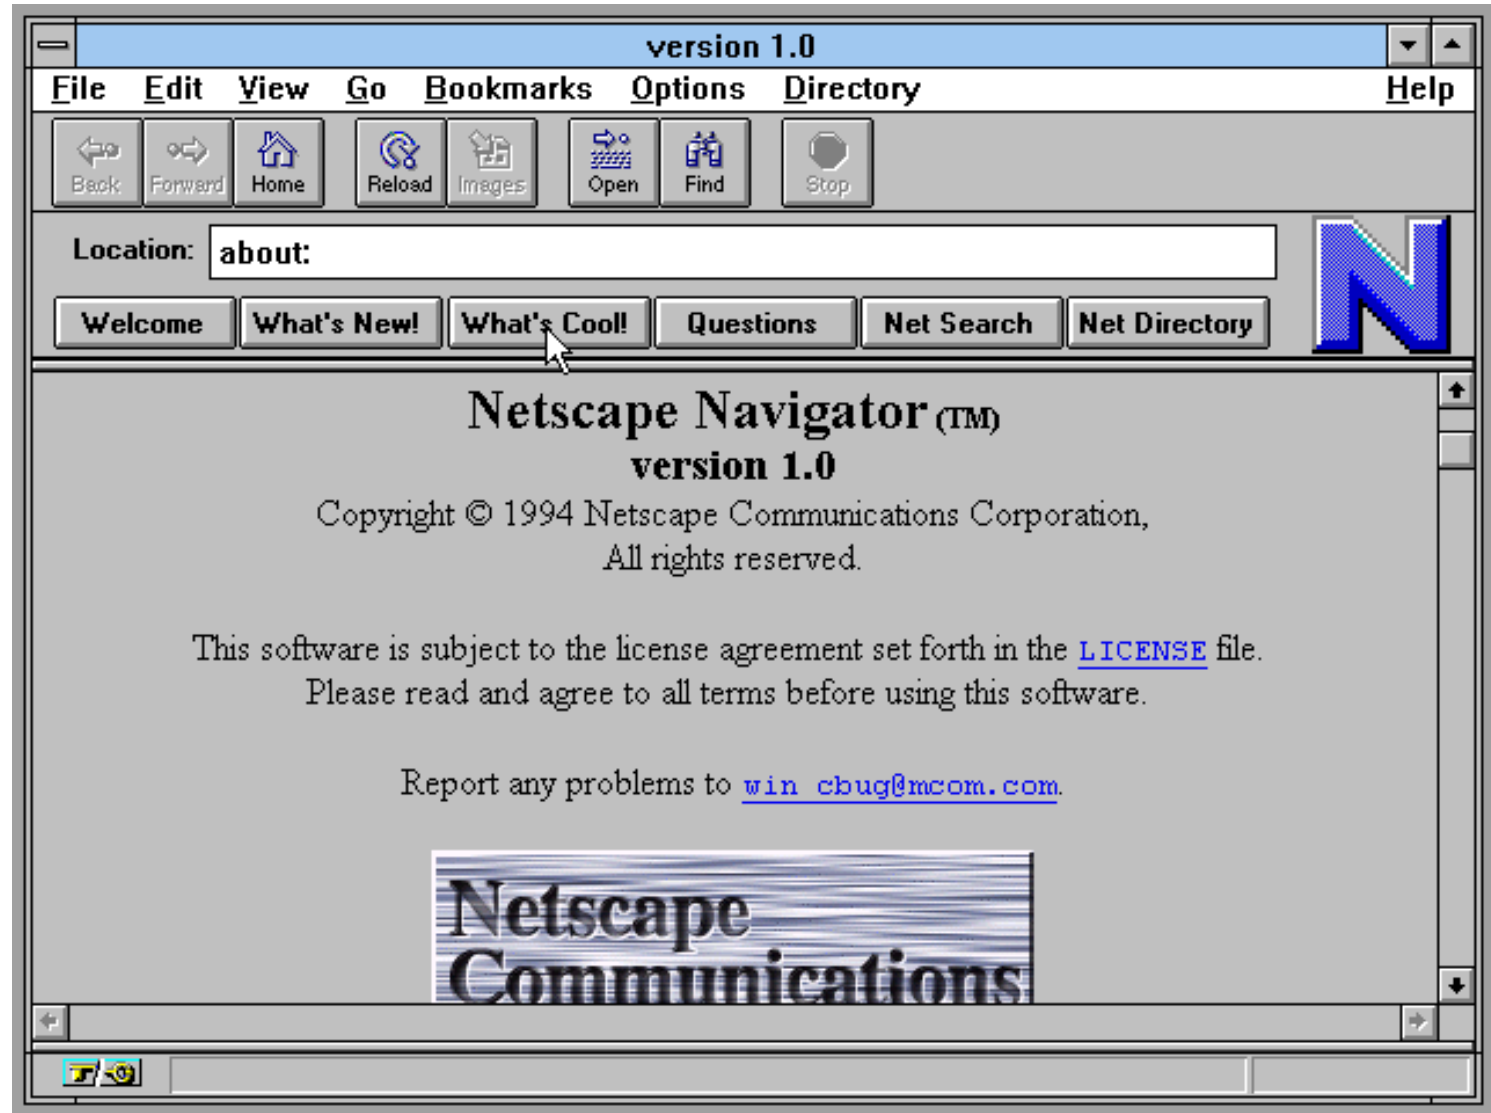 version 1.0
File Edit View Go Bookmarks Options Directory Help
Back Forward Home Reload Images Open Find Stop
Location: about:
N
Welcome What's New! What's Cool! Questions Net Search Net Directory
Netscape Navigator (TM)
version 1.0
Copyright © 1994 Netscape Communications Corporation,
All rights reserved.
This software is subject to the license agreement set forth in the LICENSE file.
Please read and agree to all terms before using this software.
Report any problems to win_cbug@mcom.com.
Netscape
Communications